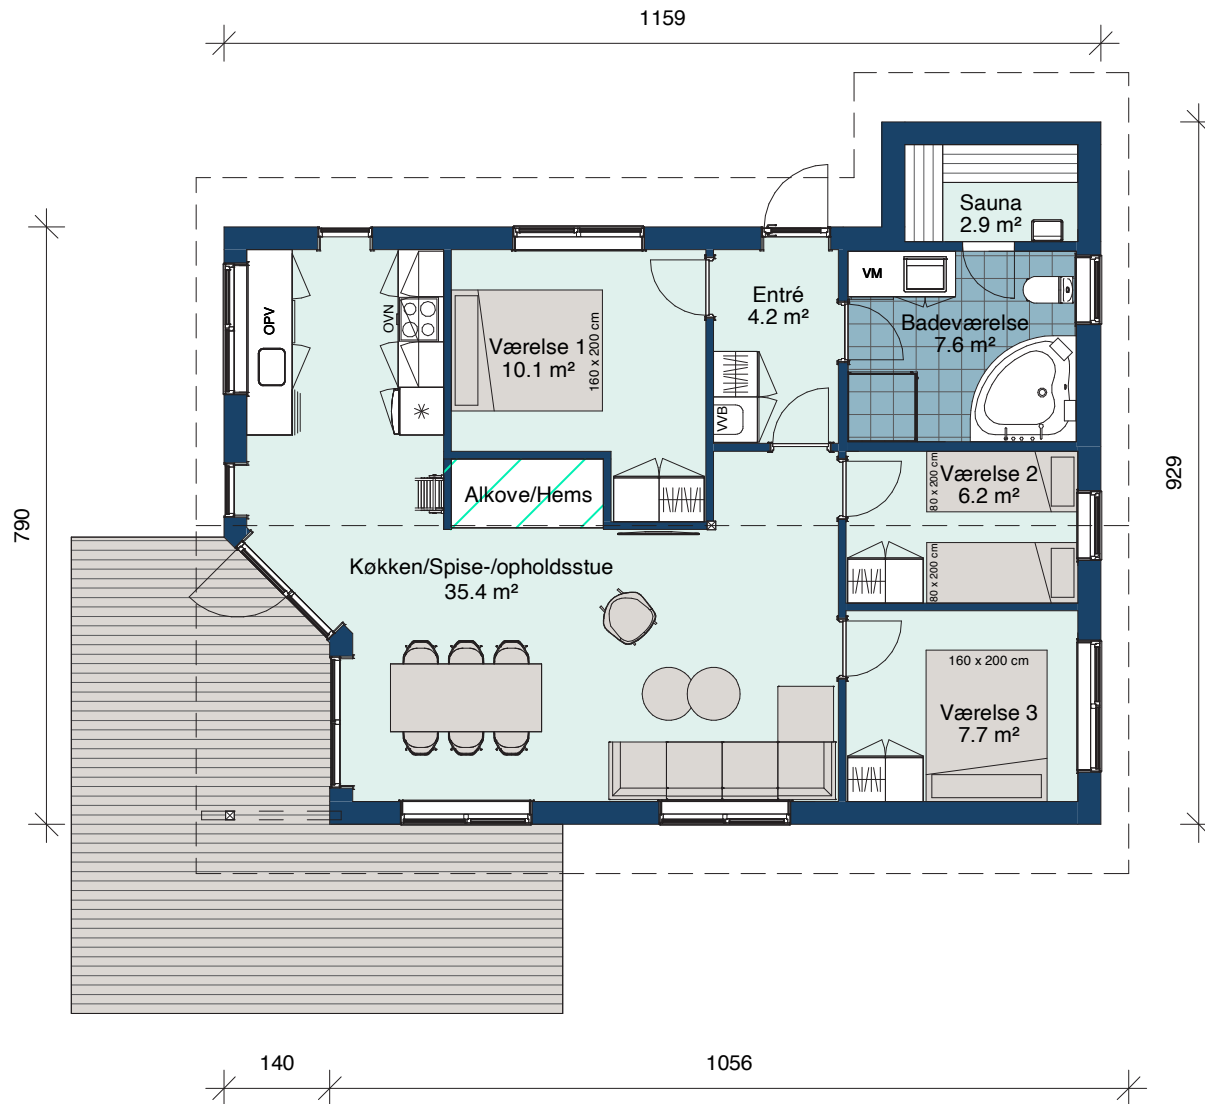 1159
Sauna
2.9 m²
VM
OPV
OVN
Entré
4.2 m²
Badeværelse
7.6 m²
Værelse 1
10.1 m²
160 x 200 cm
VVB
Alkove/Hems
80 x 200 cm
Værelse 2
6.2 m²
80 x 200 cm
790
929
Køkken/Spise-/opholdsstue
35.4 m²
160 x 200 cm
Værelse 3
7.7 m²
140
1056